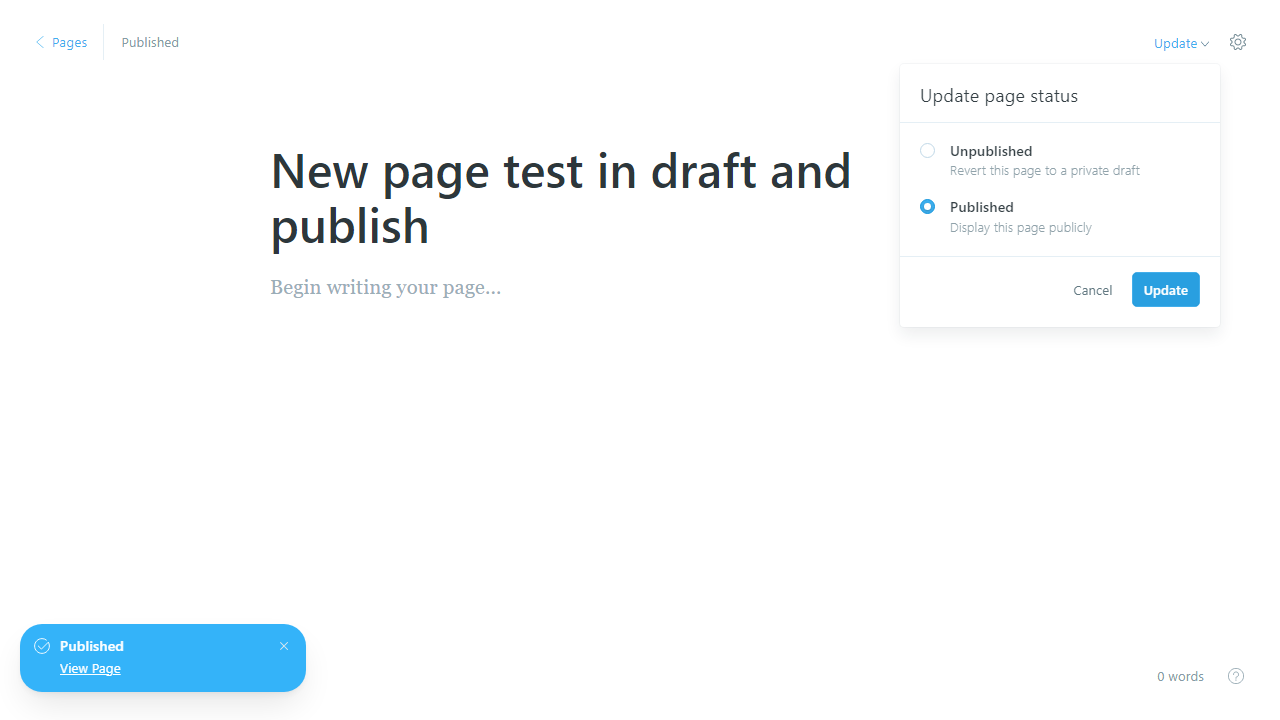 Pages
Published
Update
Update page status
Unpublished
Revert this page to a private draft
Published
Display this page publicly
Cancel
Update
New page test in draft and
publish
Begin writing your page...
Published
View Page
0 words
?